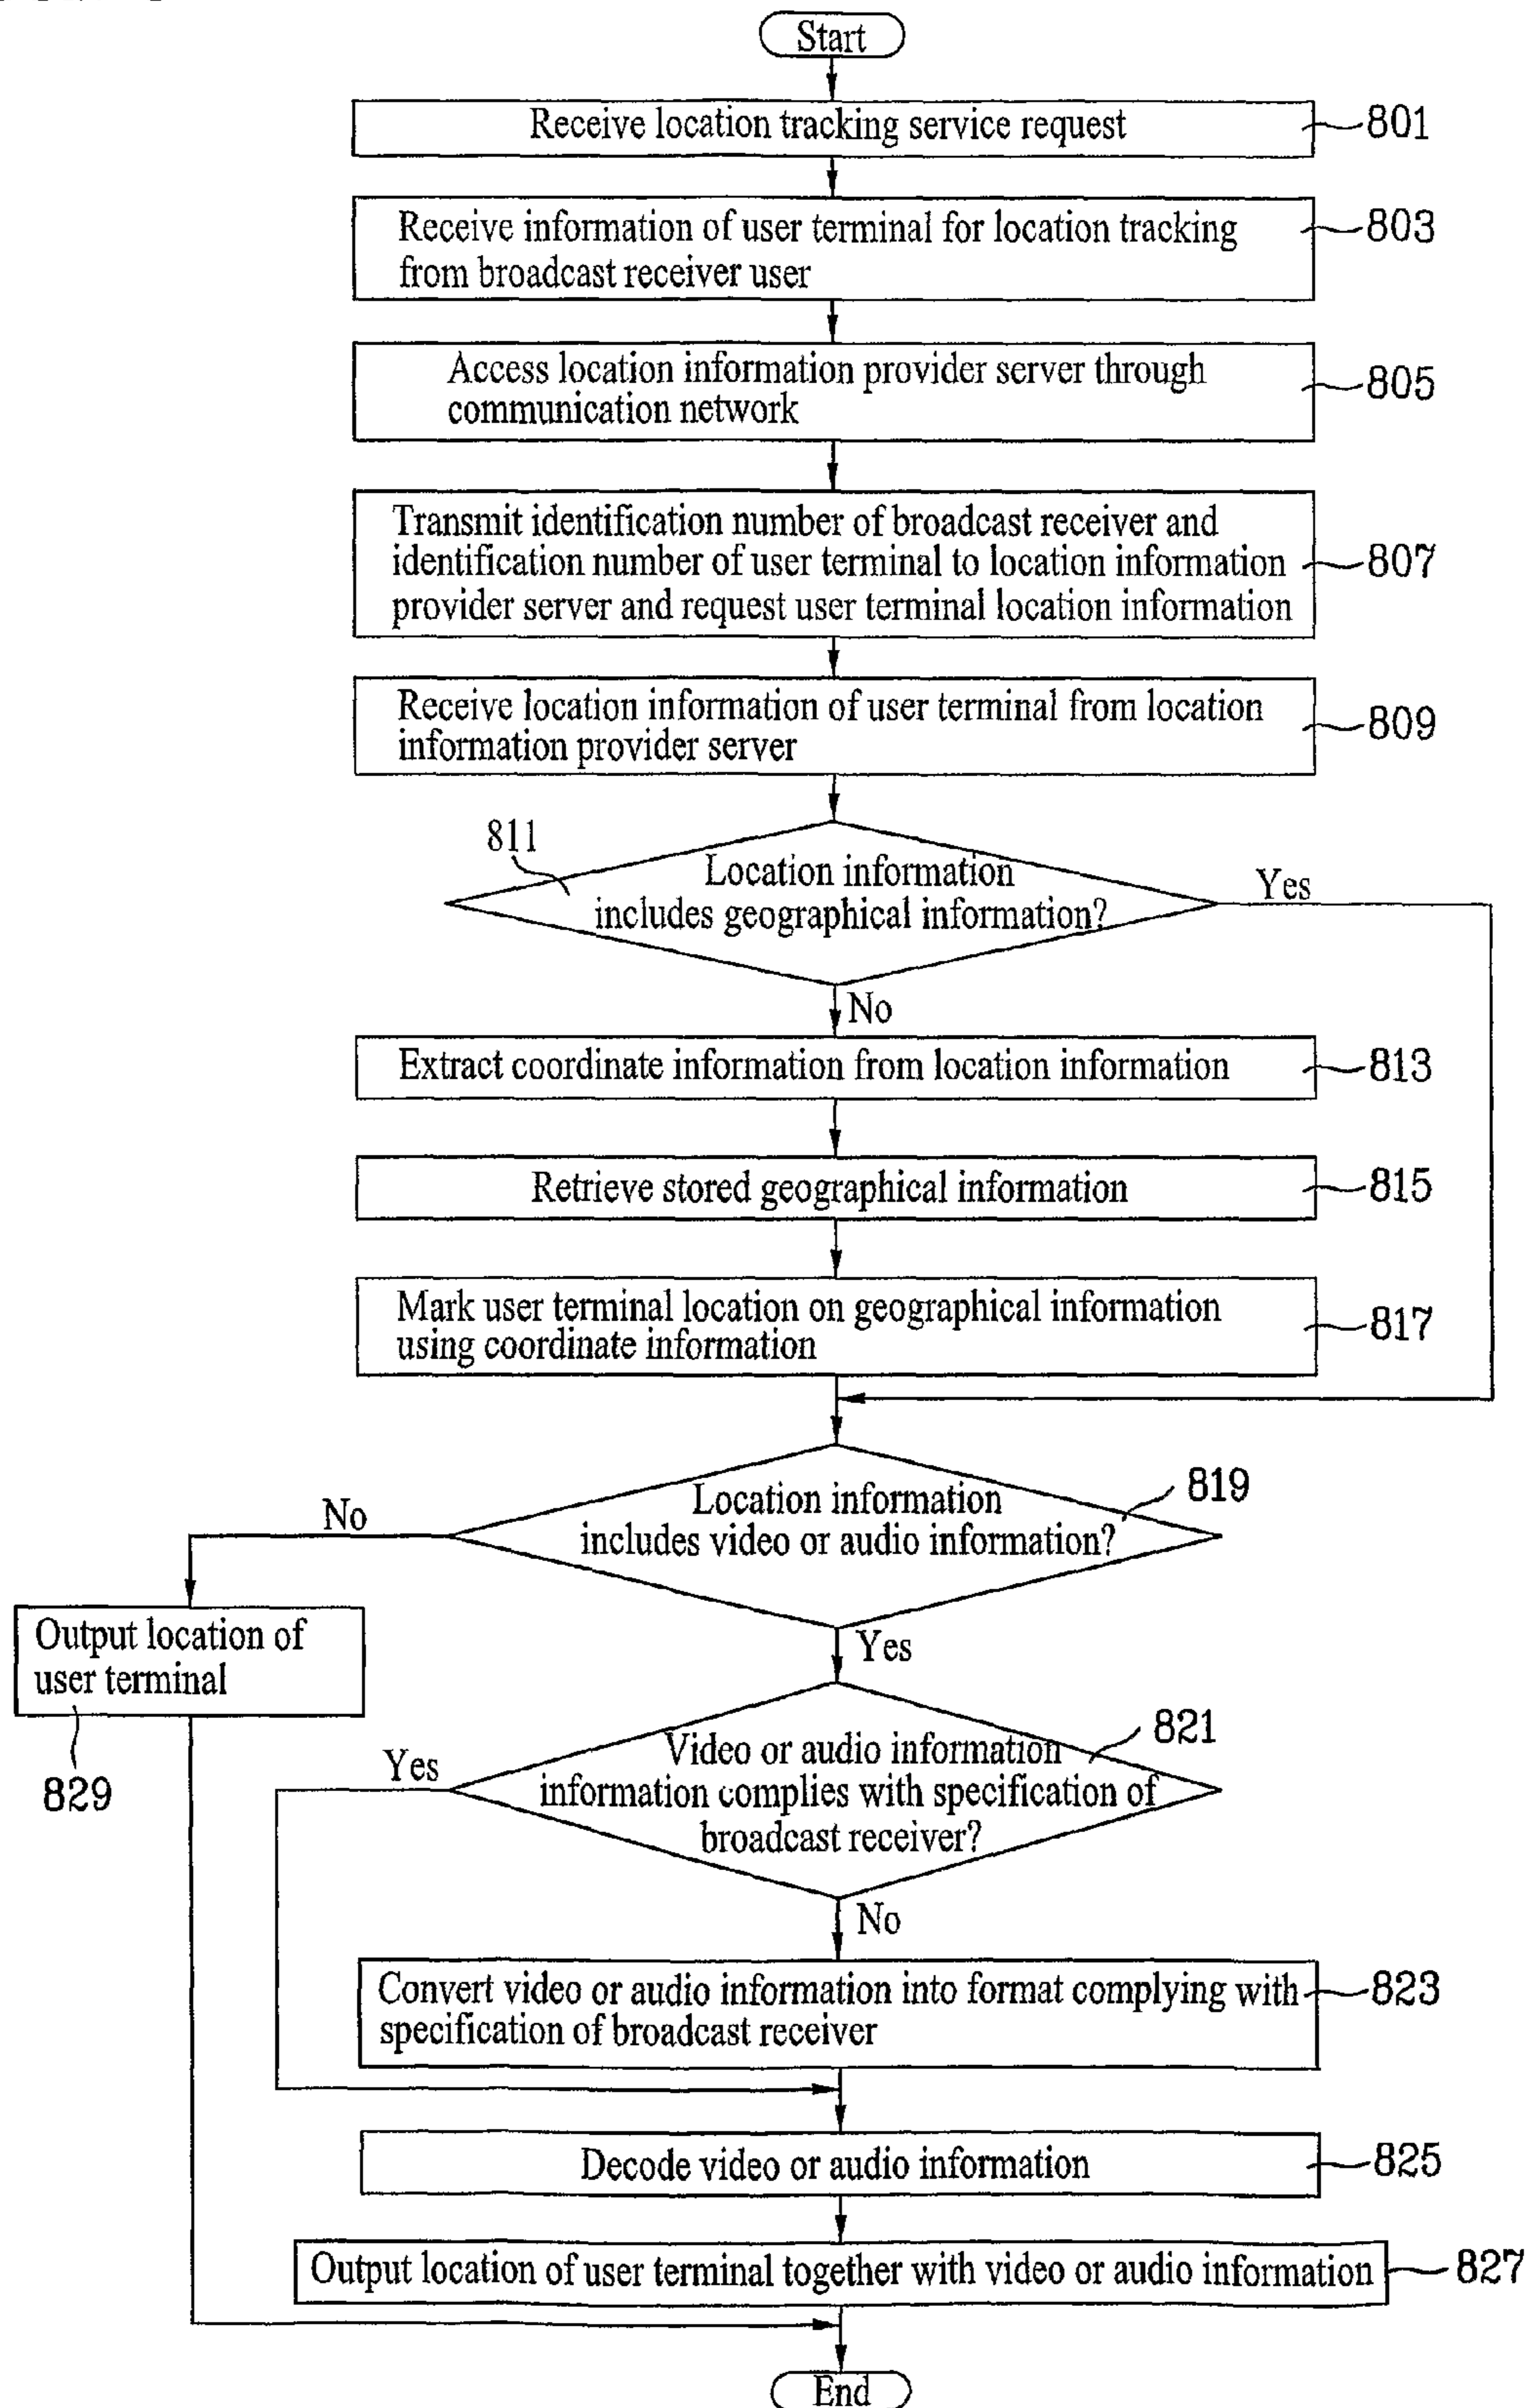 Start
Receive location tracking service request
801
Receive information of user terminal for location tracking
from broadcast receiver user
803
Access location information provider server through
communication network
805
Transmit identification number of broadcast receiver and
identification number of user terminal to location information
provider server and request user terminal location information
807
Receive location information of user terminal from location
information provider server
809
811
Location information
includes geographical information?
Yes
No
Extract coordinate information from location information
813
Retrieve stored geographical information
815
Mark user terminal location on geographical information
using coordinate information
817
819
Location information
includes video or audio information?
No
Output location of
user terminal
829
Yes
821
Video or audio information
information complies with specification of
broadcast receiver?
Yes
No
Convert video or audio information into format complying with
specification of broadcast receiver
823
Decode video or audio information
825
Output location of user terminal together with video or audio information
827
End